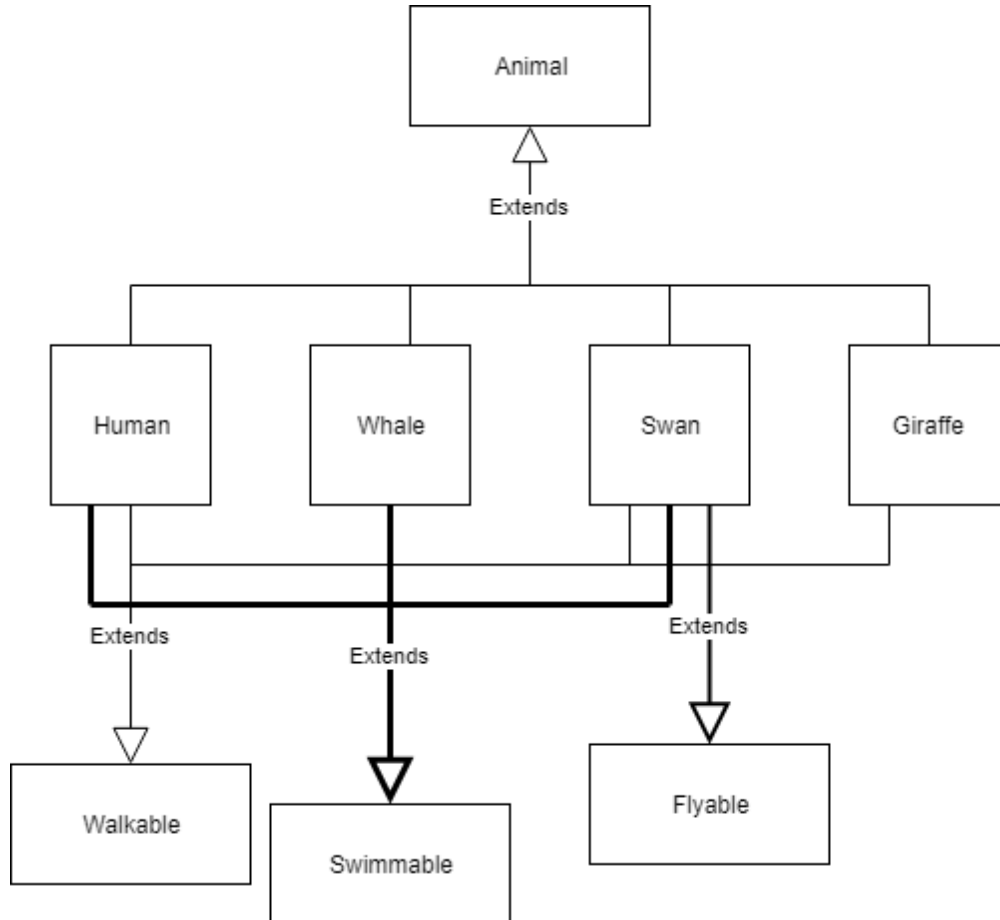 Animal
Extends
Human
Whale
Swan
Giraffe
Extends
Extends
Extends
Walkable
Swimmable
Flyable